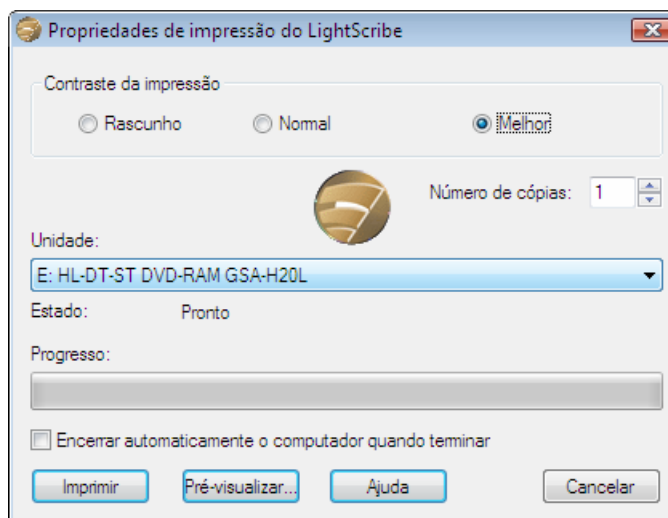 Propriedades de impressão do LightScribe
Contraste da impressão
Rascunho Normal Melhor
Número de cópias: 1
Unidade:
E: HL-DT-ST DVD-RAM GSA-H20L
Estado: Pronto
Progresso:
Encerrar automaticamente o computador quando terminar
Imprimir Pré-visualizar... Ajuda Cancelar